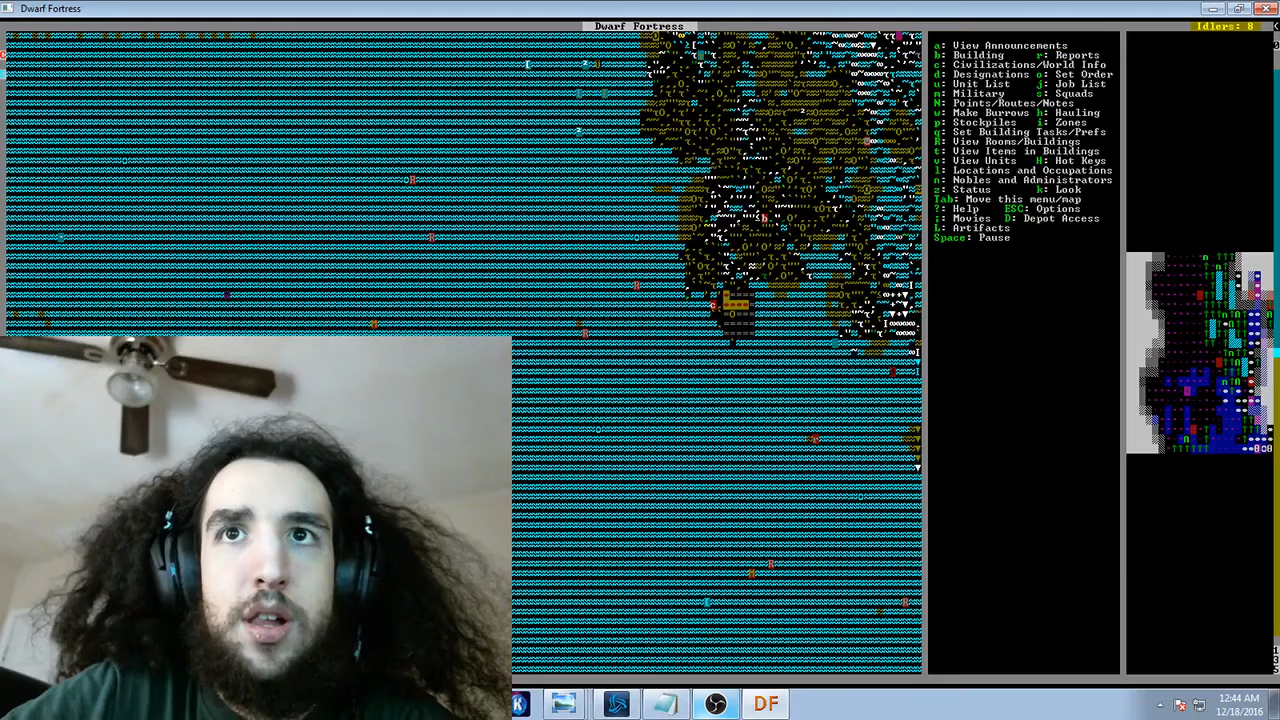 Dwarf Fortress
Dwarf Fortress
Idlers: 8
a: View Announcements
b: Building r: Reports
c: Civilizations/World Info
d: Designations o: Set Order
u: Unit List j: Job List
m: Military s: Squads
N: Points/Routes/Notes
w: Make Burrows h: Hauling
p: Stockpiles i: Zones
q: Set Building Tasks/Prefs
R: View Rooms/Buildings
t: View Items in Buildings
v: View Units H: Hot Keys
l: Locations and Occupations
n: Nobles and Administrators
z: Status k: Look
Tab: Move this menu/map
?: Help ESC: Options
;: Movies D: Depot Access
L: Artifacts
Space: Pause
DF
12:44 AM
12/18/2016